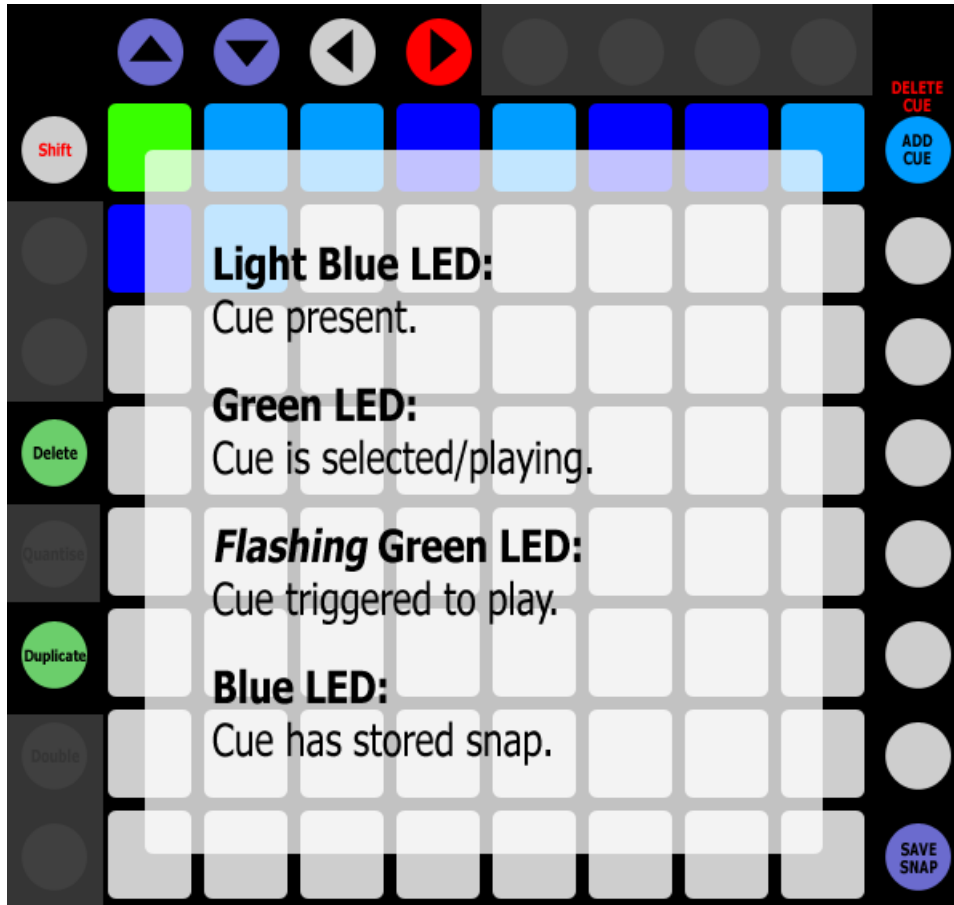 DELETE
CUE
Shift
ADD
CUE
Light Blue LED:
Cue present.
Green LED:
Cue is selected/playing.
Delete
Flashing Green LED:
Quantise
Cue triggered to play.
Duplicate
Blue LED:
Cue has stored snap.
Double
SAVE
SNAP